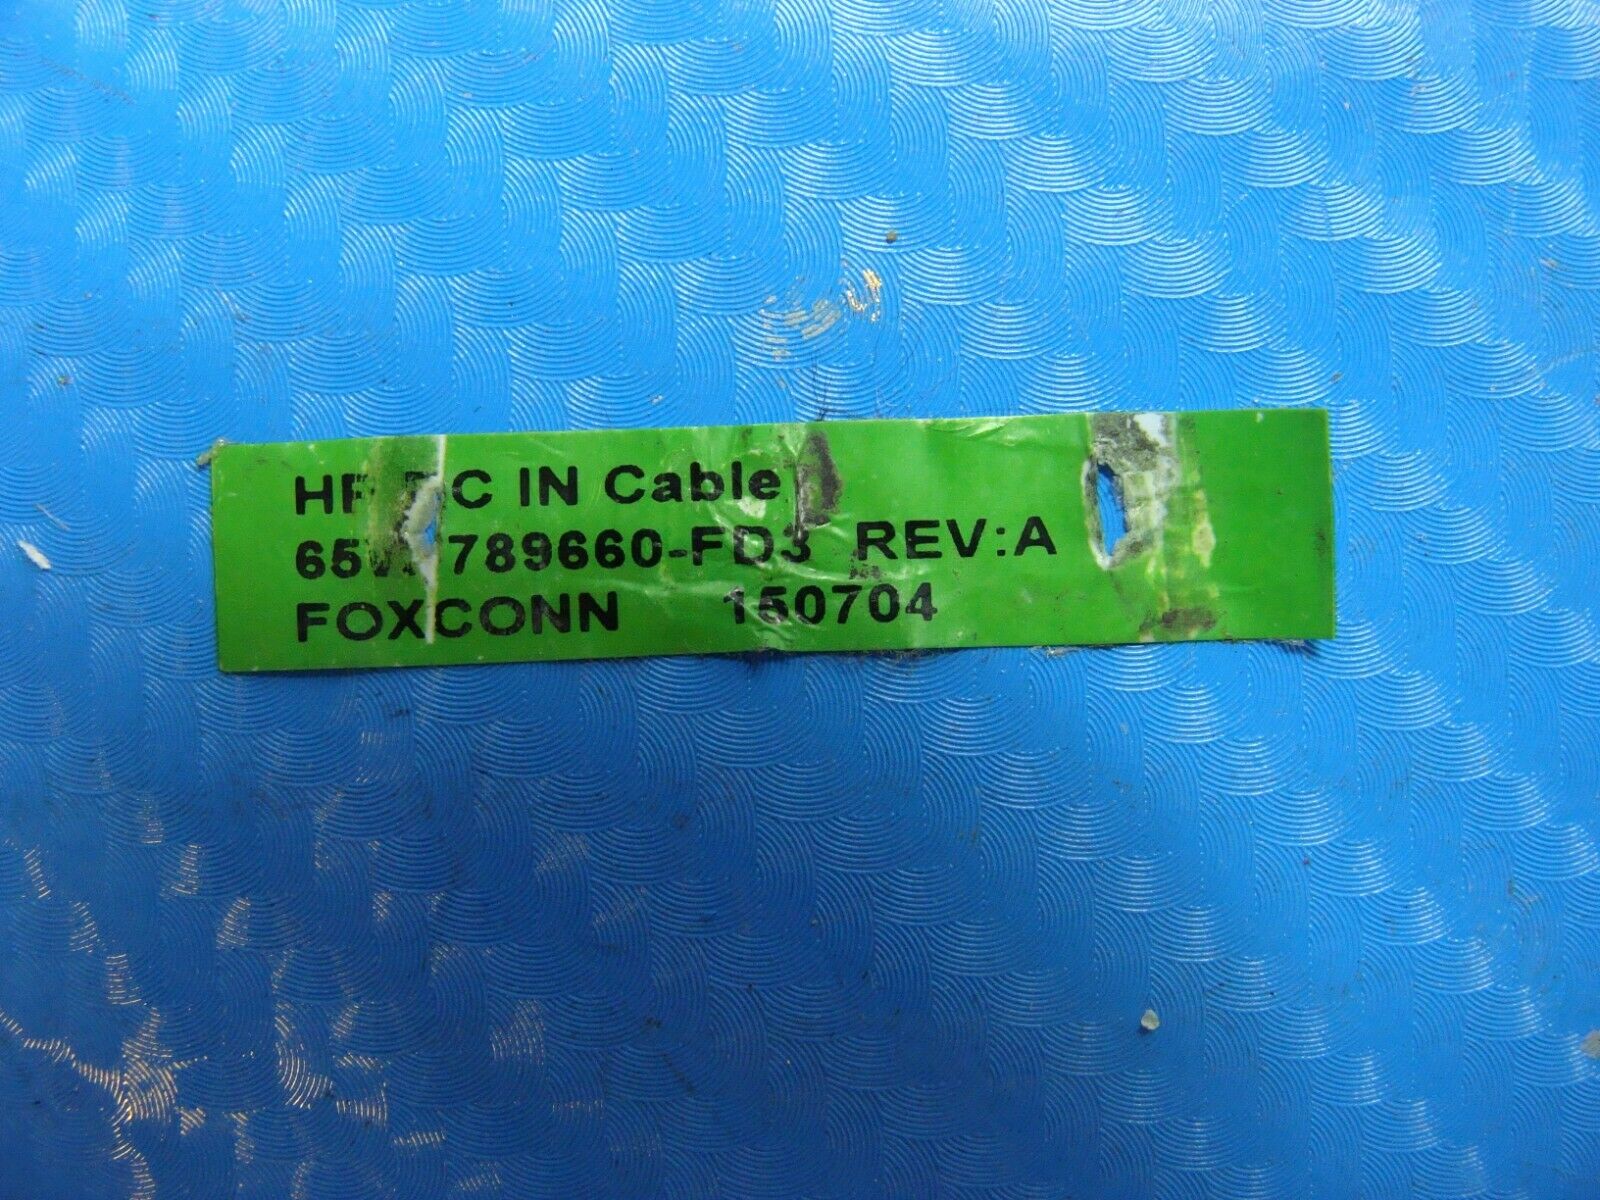 HP DC IN Cable
65W 789660-FD3 REV:A
FOXCONN 150704